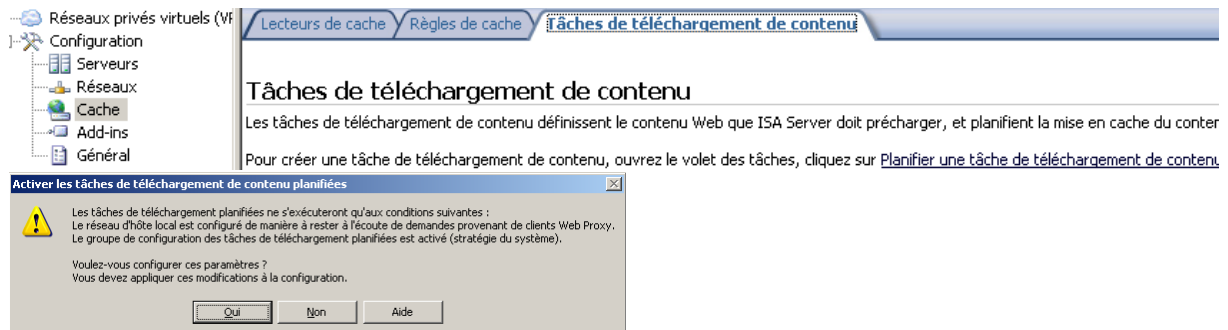 Réseaux privés virtuels (VF
Configuration
Serveurs
Réseaux
Cache
Add-ins
Général
Lecteurs de cache
Règles de cache
Tâches de téléchargement de contenu
Tâches de téléchargement de contenu
Les tâches de téléchargement de contenu définissent le contenu Web que ISA Server doit précharger, et planifient la mise en cache du conter
Pour créer une tâche de téléchargement de contenu, ouvrez le volet des tâches, cliquez sur Planifier une tâche de téléchargement de contenu
Activer les tâches de téléchargement de contenu planifiées
Les tâches de téléchargement planifiées ne s'exécuteront qu'aux conditions suivantes :
Le réseau d'hôte local est configuré de manière à rester à l'écoute de demandes provenant de clients Web Proxy.
Le groupe de configuration des tâches de téléchargement planifiées est activé (stratégie du système).
Voulez-vous configurer ces paramètres ?
Vous devez appliquer ces modifications à la configuration.
Oui
Non
Aide